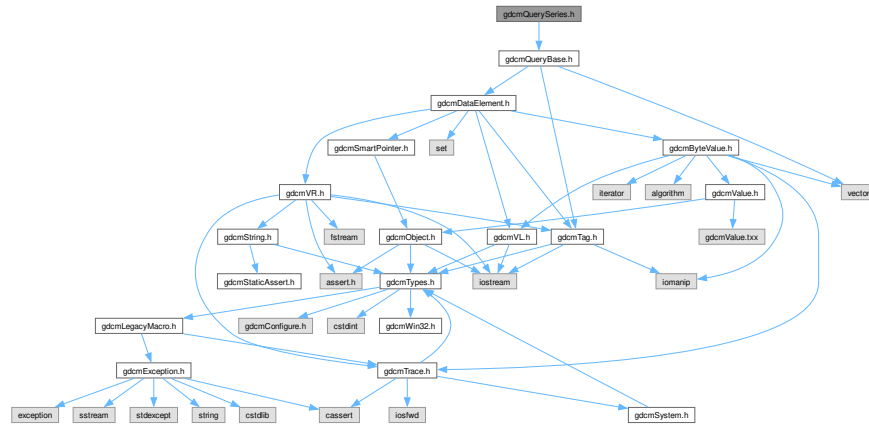 gdcmQuerySeries.h
gdcmQueryBase.h
gdcmDataElement.h
gdcmSmartPointer.h
set
gdcmByteValue.h
gdcmVR.h
iterator
algorithm
gdcmValue.h
vector
gdcmString.h
fstream
gdcmObject.h
gdcmVL.h
gdcmTag.h
gdcmValue.txx
gdcmStaticAssert.h
assert.h
gdcmTypes.h
iostream
iomanip
gdcmLegacyMacro.h
gdcmConfigure.h
cstdint
gdcmWin32.h
gdcmException.h
gdcmTrace.h
exception
sstream
stdexcept
string
cstdlib
cassert
iosfwd
gdcmSystem.h